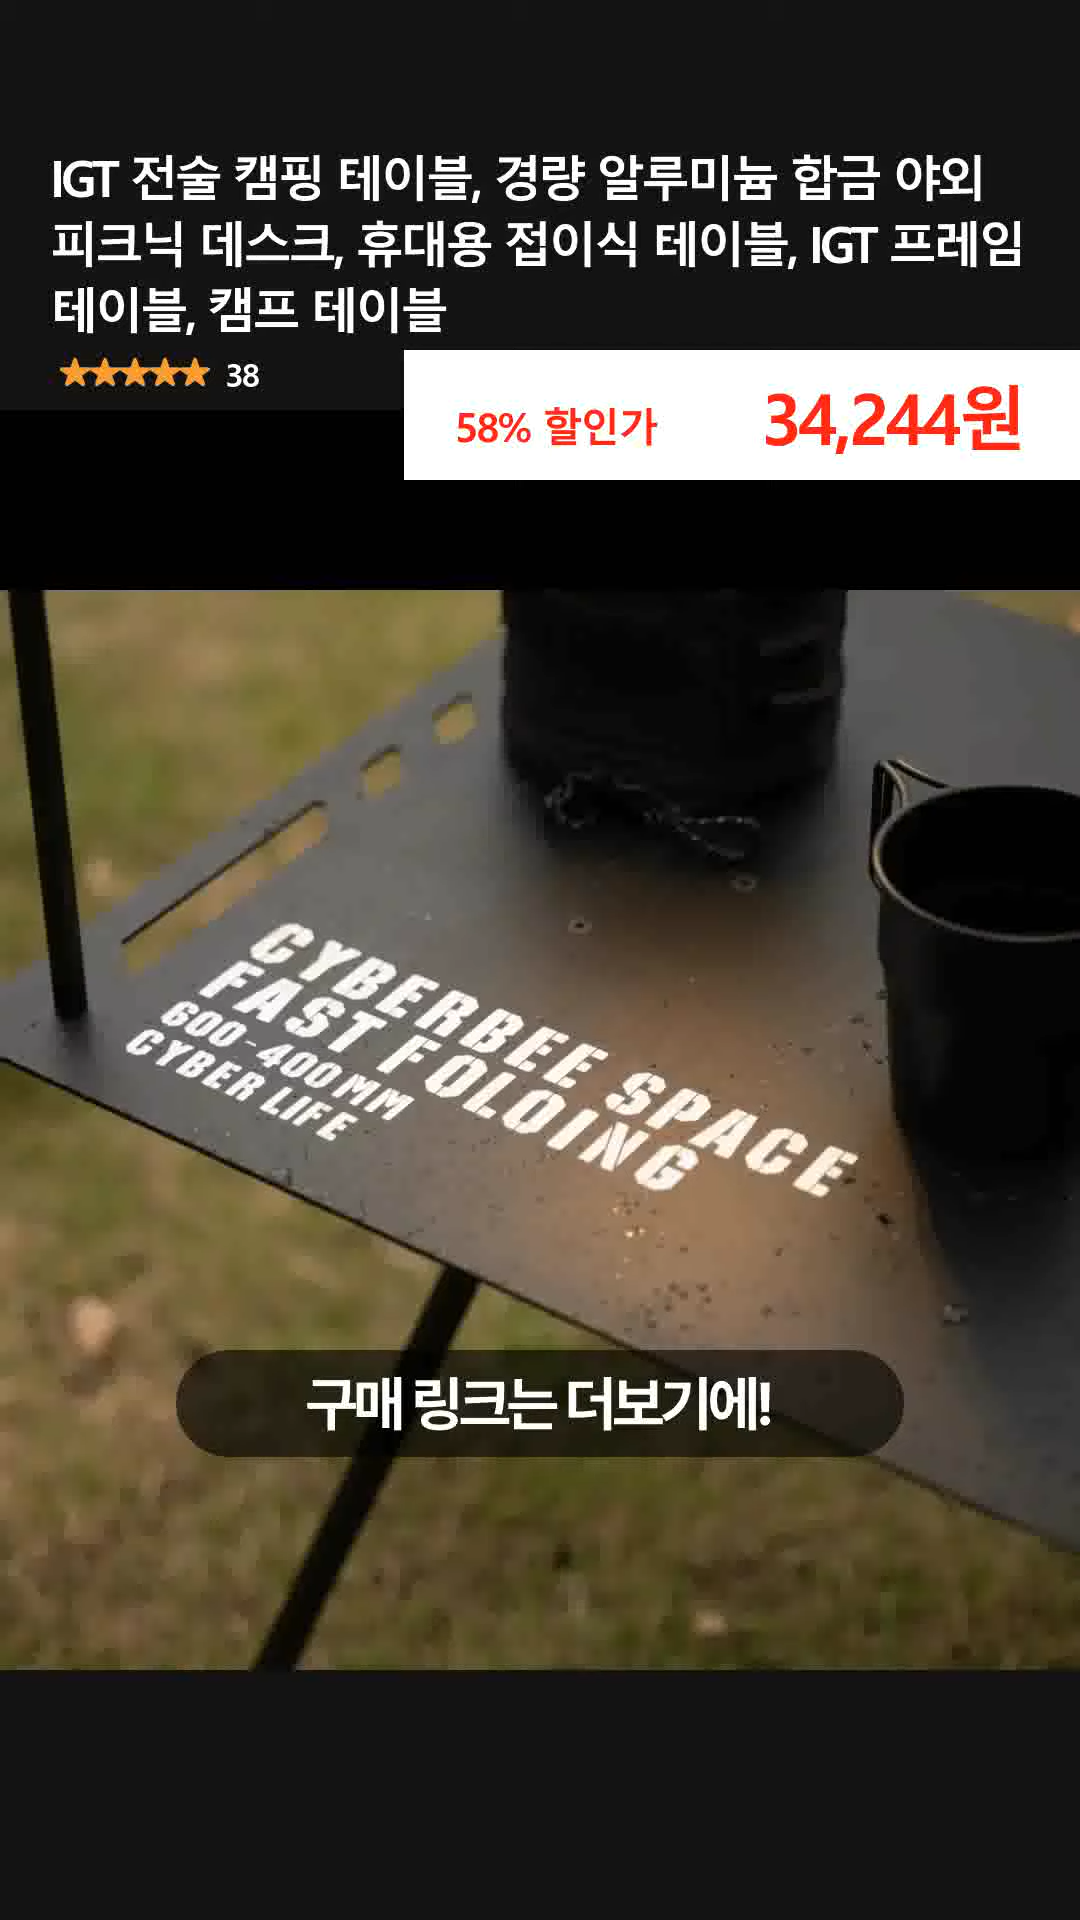 IGT 전술 캠핑 테이블, 경량 알루미늄 합금 야외
피크닉 데스크, 휴대용 접이식 테이블, IGT 프레임
테이블, 캠프 테이블
38
58% 할인가 34,244원
CYBERBEE SPACE
FAST FOLOING
600-400MM
CYBER LIFE
구매 링크는 더보기에!